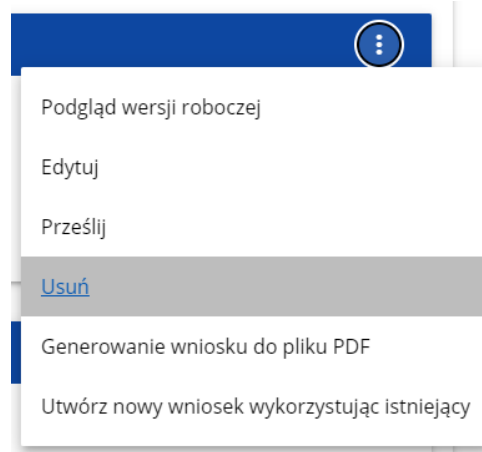 Podgląd wersji roboczej
Edytuj
Prześlij
Usuń
Generowanie wniosku do pliku PDF
Utwórz nowy wniosek wykorzystując istniejący